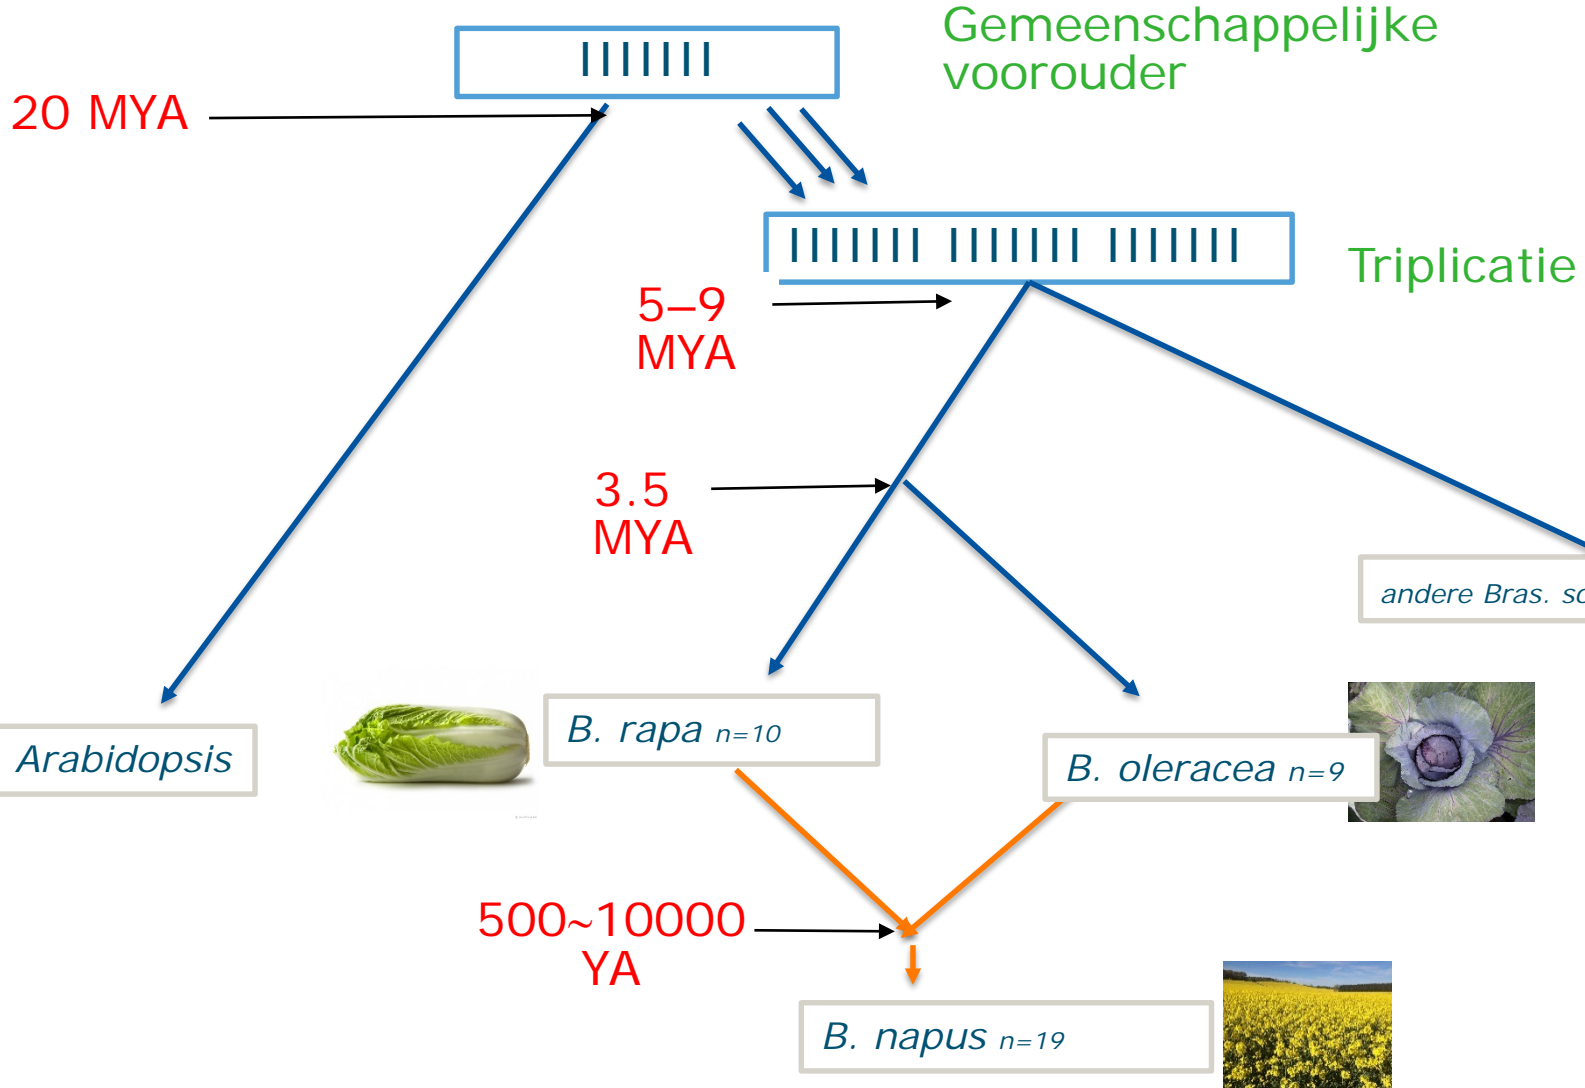 Gemeenschappelijke
voorouder
| | | | | | |
20 MYA
| | | | | | | | | | | | | | | | | | | | |
Triplicatie
5–9
MYA
3.5
MYA
andere Bras.
Arabidopsis
B. rapa n=10
B. oleracea n=9
500~10000
YA
B. napus n=19